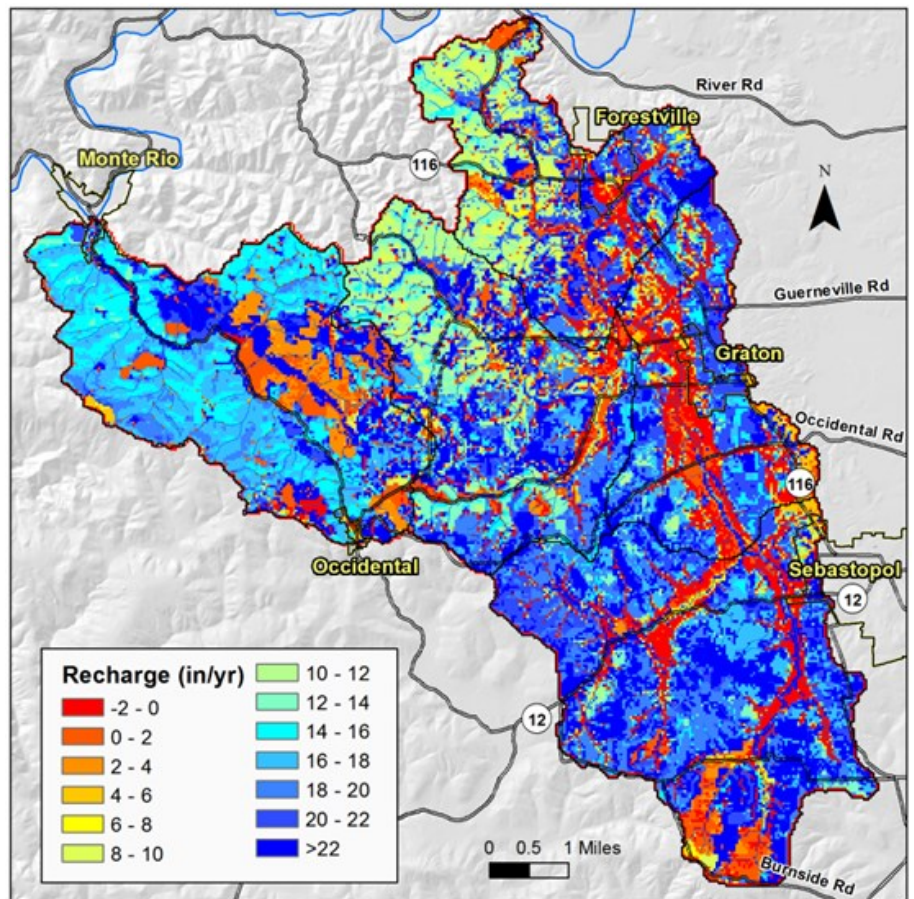 River Rd
Forestville
Monte Rio
116
N
Guerneville Rd
Graton
Occidental Rd
116
Occidental
Sebastopol
12
12
Recharge (in/yr)
-2 - 0
0 - 2
2 - 4
4 - 6
6 - 8
8 - 10
10 - 12
12 - 14
14 - 16
16 - 18
18 - 20
20 - 22
>22
0 0.5 1 Miles
Burnside Rd